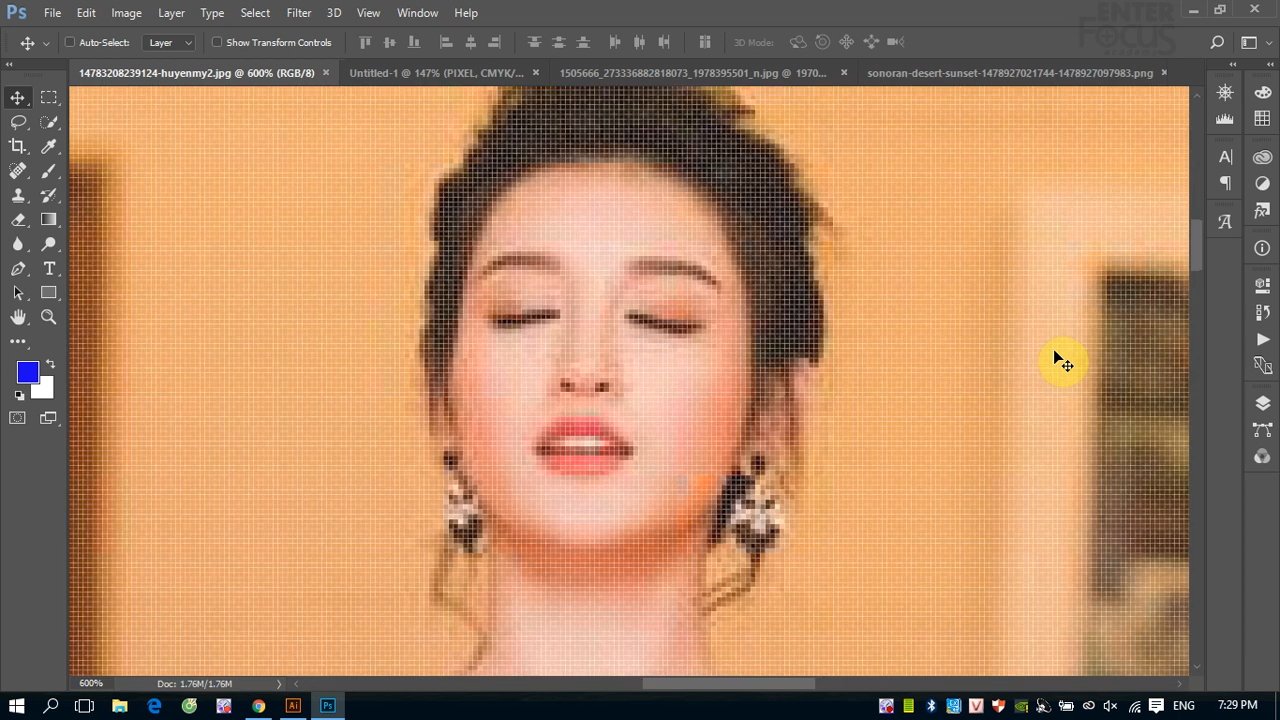 Ps File Edit Image Layer Type Select Filter 3D View Window Help
ENTER
FOCUS
Auto-Select: Layer Show Transform Controls 3D Mode:
14783208239124-huyenmy2.jpg @ 600% (RGB/8) × Untitled-1 @ 147% (PIXEL, CMYK/... × 1505666_273336882818073_1978395501_n.jpg @ 1970... × sonoran-desert-sunset-1478927021744-1478927097983.png ×
600% Doc: 1.76M/1.76M
Ai Ps ENG 7:29 PM